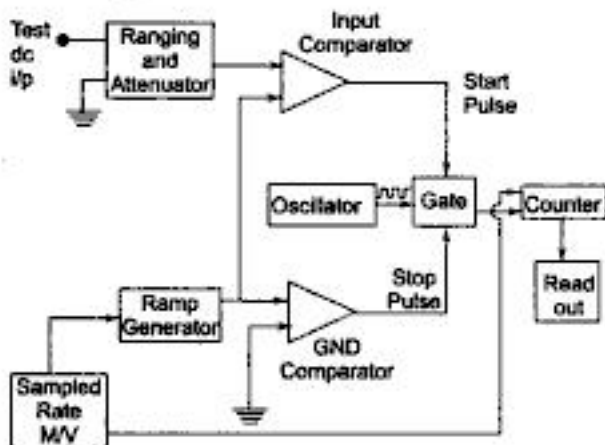 Test
dc
i/p
Ranging
and
Attenuator
Input
Comparator
Start
Pulse
Oscillator
Gate
Counter
Read
out
Ramp
Generator
Stop
Pulse
GND
Comparator
Sampled
Rate
M/V